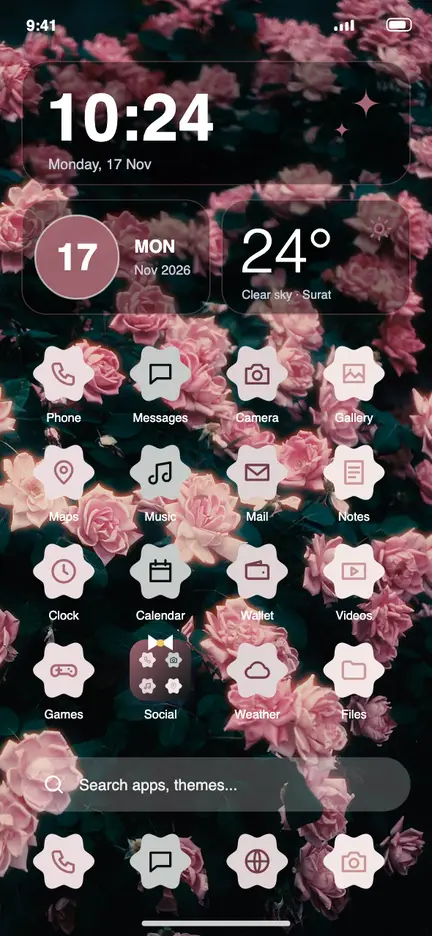 9:41
10:24
Monday, 17 Nov
17
MON
Nov 2026
24°
Clear sky · Surat
Phone
Messages
Camera
Gallery
Maps
Music
Mail
Notes
Clock
Calendar
Wallet
Videos
Games
Social
Weather
Files
Search apps, themes...